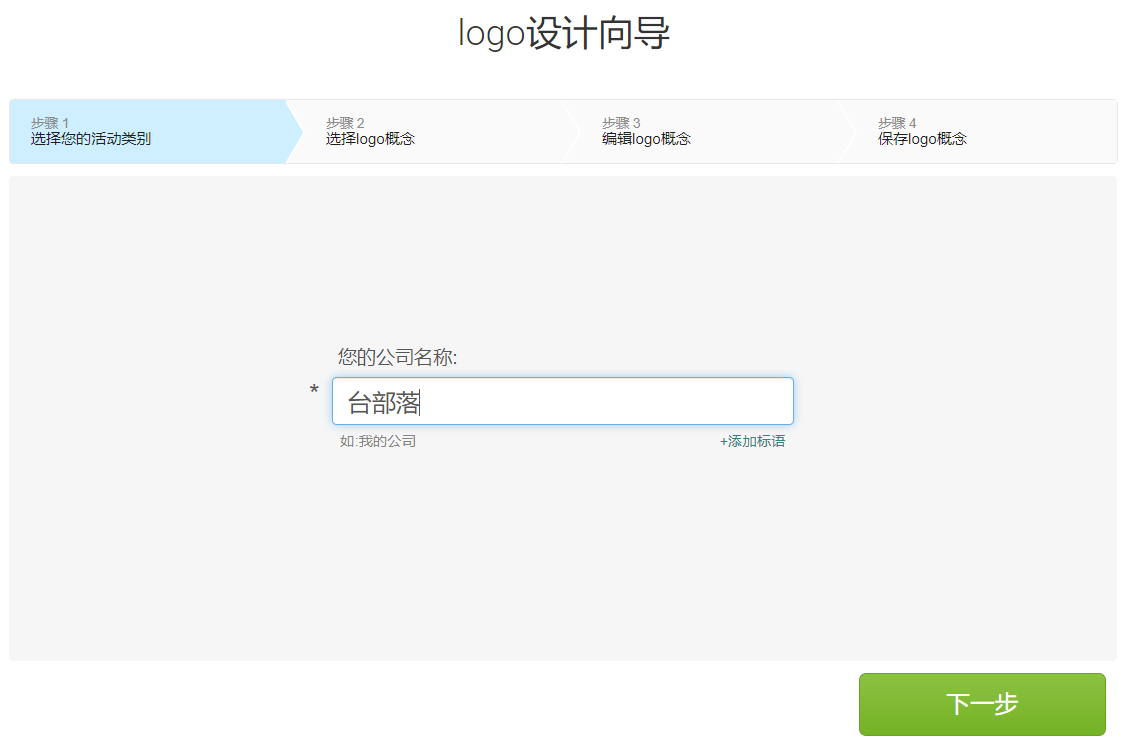 logo设计向导
步骤 1
选择您的活动类别
步骤 2
选择logo概念
步骤 3
编辑logo概念
步骤 4
保存logo概念
您的公司名称:
*
台部落
如:我的公司
+添加标语
下一步